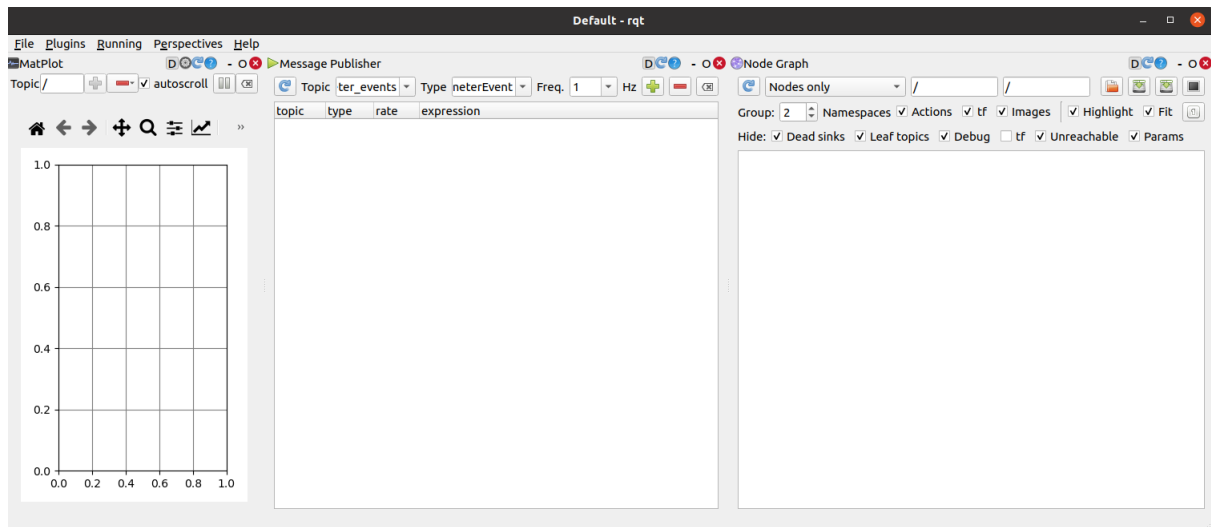 Default - rqt
File Plugins Running Perspectives Help
MatPlot
Topic / autoscroll
1.0
0.8
0.6
0.4
0.2
0.0
0.0 0.2 0.4 0.6 0.8 1.0
Message Publisher
Topic ter_events Type neterEvent Freq. 1 Hz
topic type rate expression
Node Graph
Nodes only / /
Group: 2 Namespaces Actions tf Images Highlight Fit
Hide: Dead sinks Leaf topics Debug tf Unreachable Params